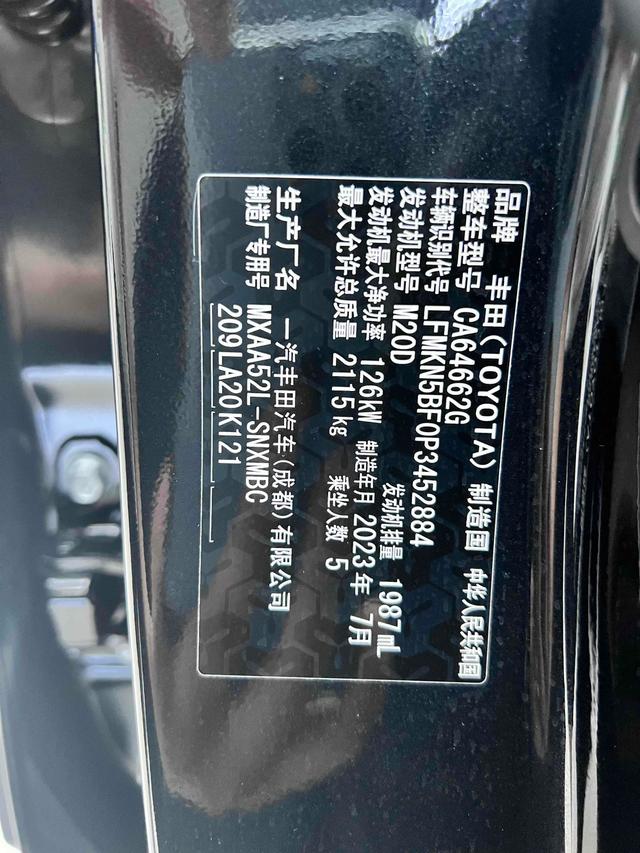 品牌 丰田(TOYOTA) 制造国 中华人民共和国
整车型号 CA64662G
车辆识别代号 LFMKN5BF0P3452884
发动机型号 M20D 发动机排量 1987mL
发动机最大净功率 126kW 制造年月 2023年 7月
最大允许总质量 2115kg 乘坐人数 5
生产厂名 一汽丰田汽车(成都)有限公司
制造厂专用号 MXAA52L-SNXMBC
209 LA20 K121